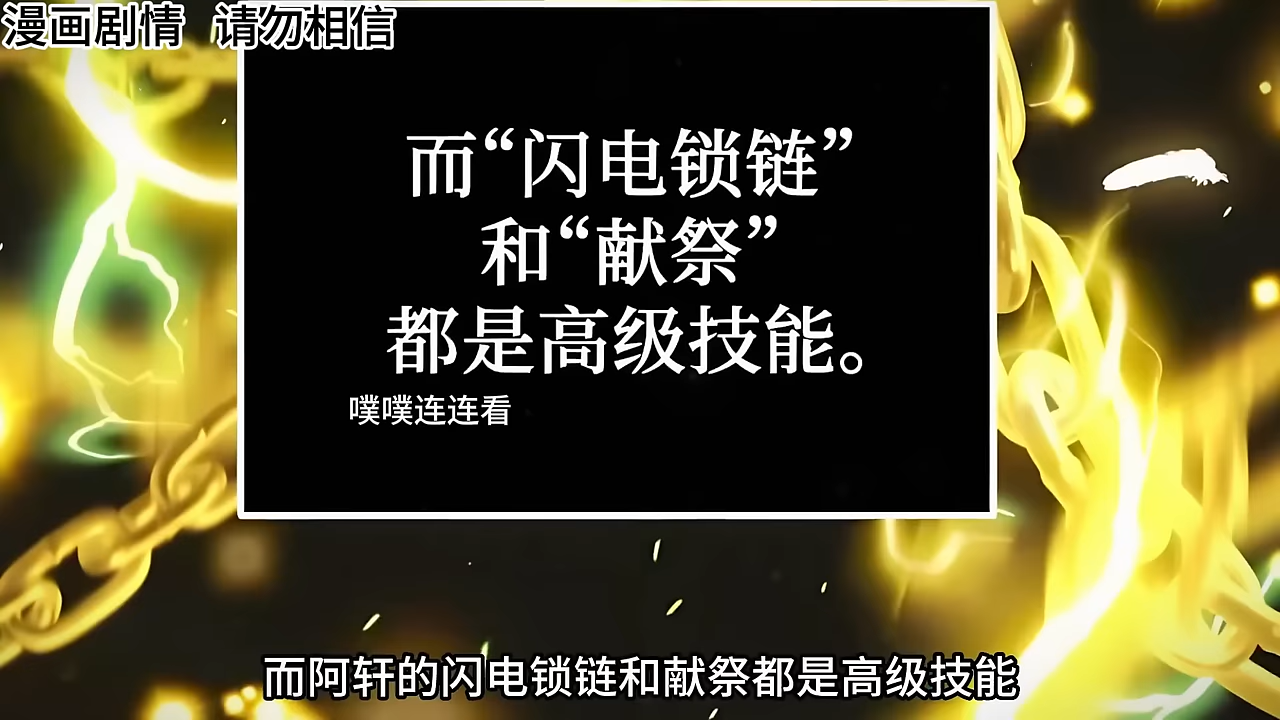 漫画剧情 请勿相信
而“闪电锁链”
和“献祭”
都是高级技能。
噗噗连连看
而阿轩的闪电锁链和献祭都是高级技能